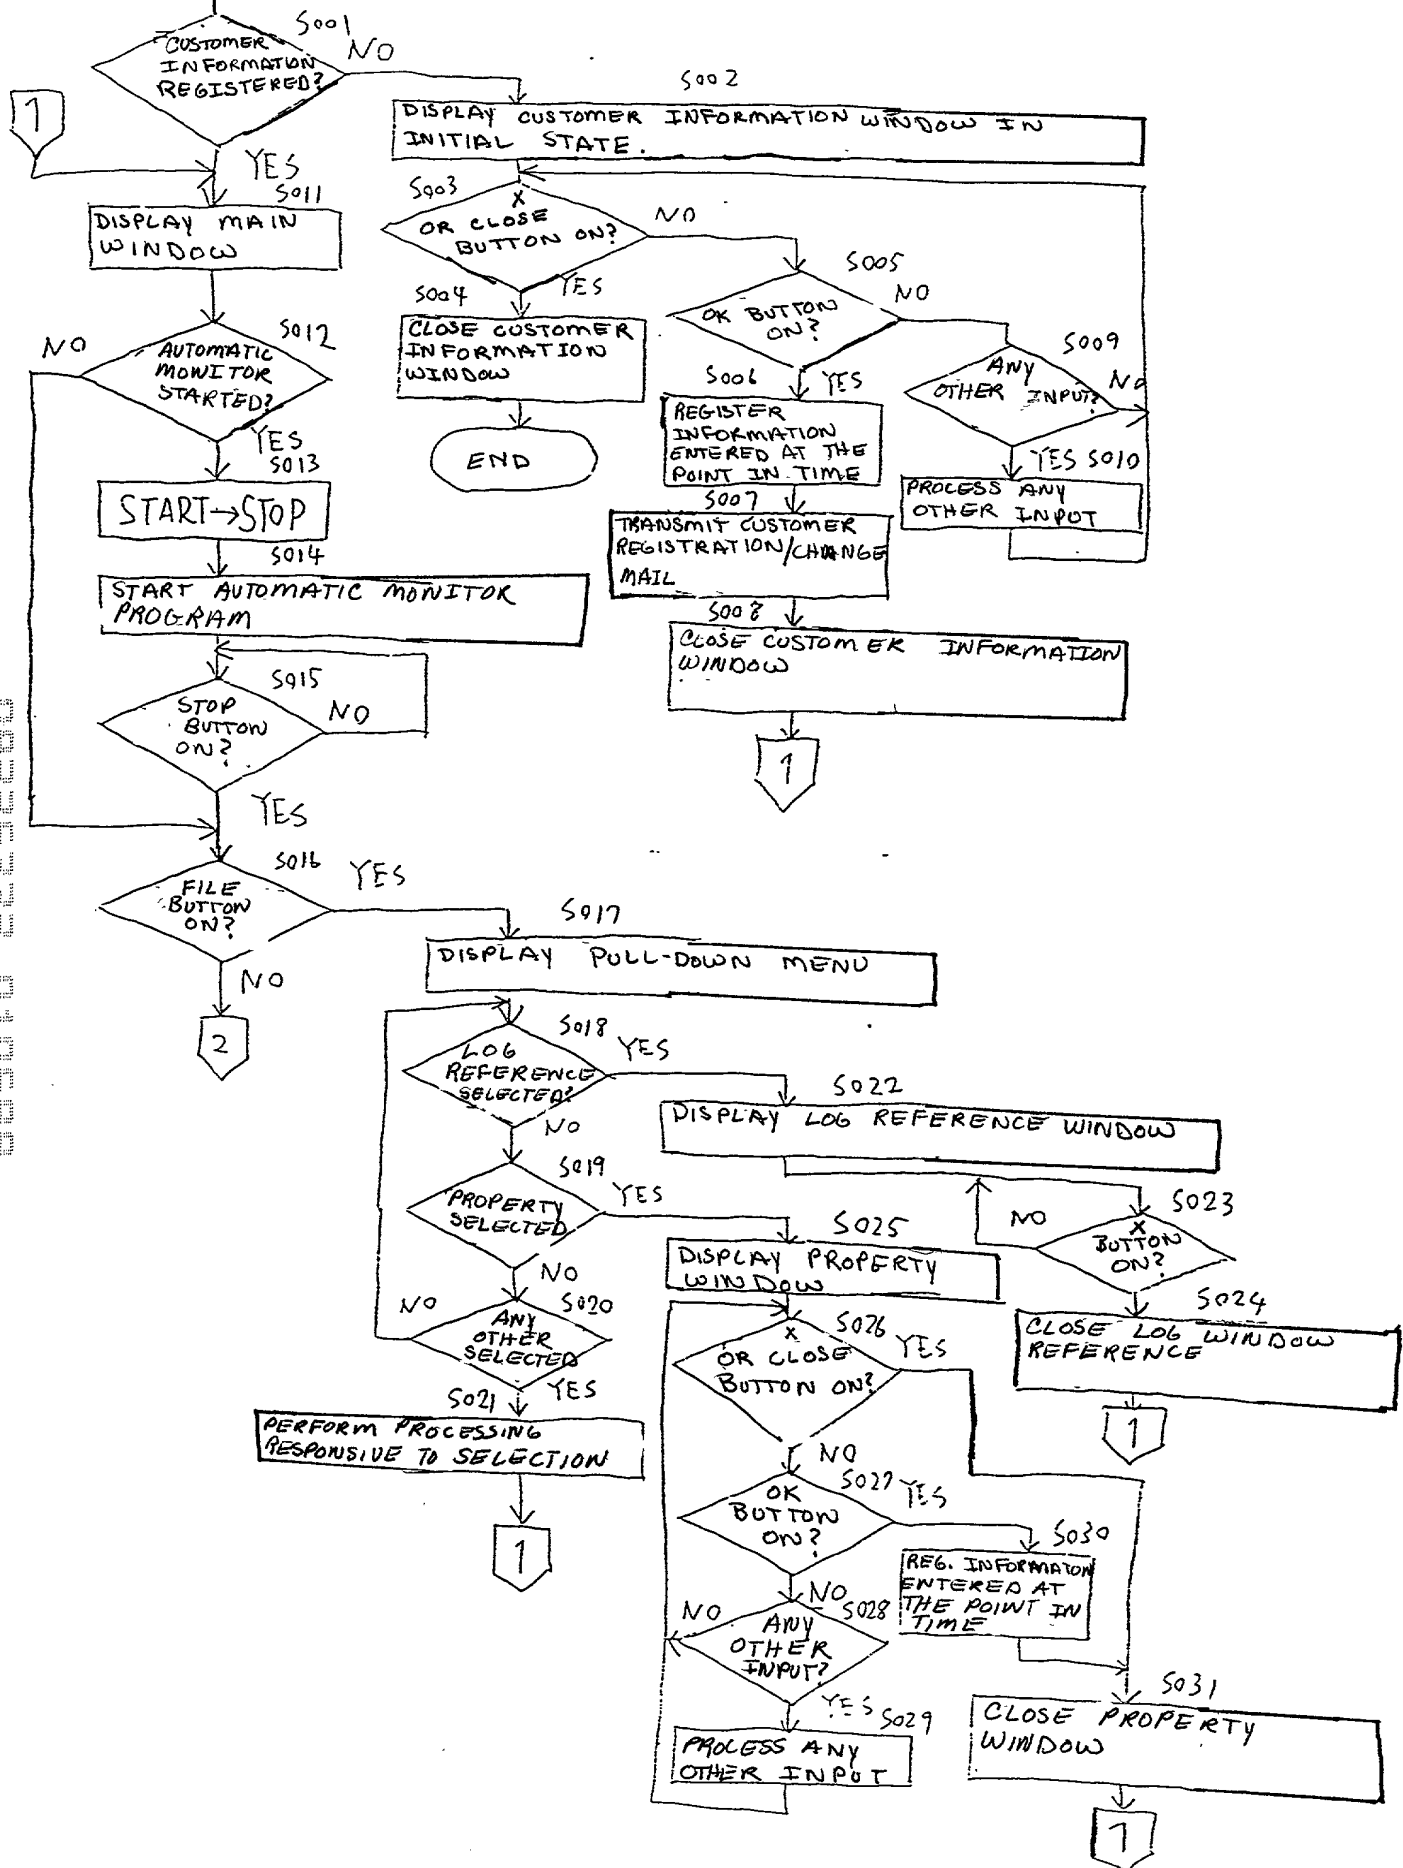 S001
CUSTOMER
INFORMATION
REGISTERED?
NO
YES
1
S002
DISPLAY CUSTOMER INFORMATION WINDOW IN
INITIAL STATE.
S003
X
OR CLOSE
BUTTON ON?
NO
YES
S004
CLOSE CUSTOMER
INFORMATION
WINDOW
END
S005
OK BUTTON
ON?
NO
YES
S006
REGISTER
INFORMATION
ENTERED AT THE
POINT IN TIME
S007
TRANSMIT CUSTOMER
REGISTRATION/CHANGE
MAIL
S008
CLOSE CUSTOMER INFORMATION
WINDOW
1
S009
ANY
OTHER INPUT?
NO
YES S010
PROCESS ANY
OTHER INPUT
S011
DISPLAY MAIN
WINDOW
S012
NO
AUTOMATIC
MONITOR
STARTED?
YES
S013
START→STOP
S014
START AUTOMATIC MONITOR
PROGRAM
S015
STOP
BUTTON
ON?
NO
YES
S016
FILE
BUTTON
ON?
YES
NO
2
S017
DISPLAY PULL-DOWN MENU
S018
LOG
REFERENCE
SELECTED?
YES
NO
S019
PROPERTY
SELECTED
YES
NO
S020
NO
ANY
OTHER
SELECTED
YES
S021
PERFORM PROCESSING
RESPONSIVE TO SELECTION
1
S022
DISPLAY LOG REFERENCE WINDOW
S023
NO
X
BUTTON
ON?
S024
CLOSE LOG WINDOW
REFERENCE
1
S025
DISPLAY PROPERTY
WINDOW
S026
X
OR CLOSE
BUTTON ON?
YES
NO
S027
OK
BUTTON
ON?
YES
NO
S028
NO
ANY
OTHER
INPUT?
YES
S029
PROCESS ANY
OTHER INPUT
S030
REG. INFORMATON
ENTERED AT
THE POINT IN
TIME
S031
CLOSE PROPERTY
WINDOW
1